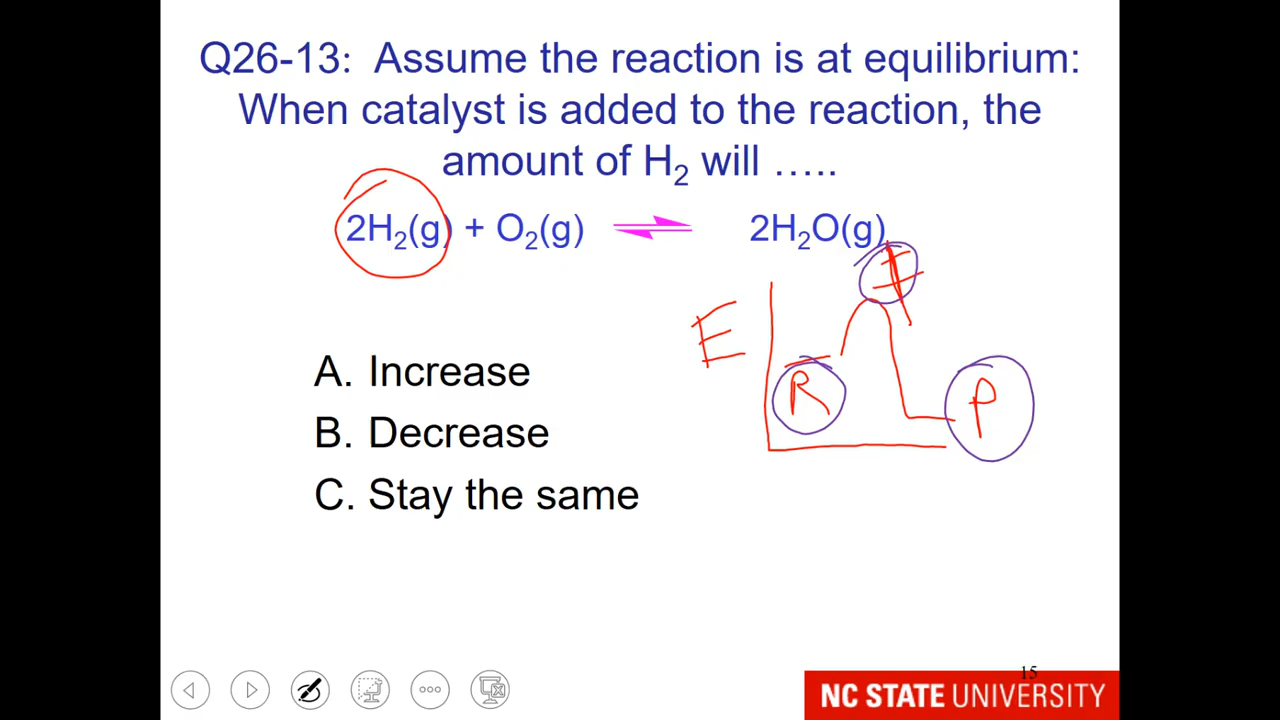 Q26-13: Assume the reaction is at equilibrium:
When catalyst is added to the reaction, the
amount of H₂ will …..
2H₂(g) + O₂(g) ⇌ 2H₂O(g)
‡
E
R
P
A. Increase
B. Decrease
C. Stay the same
15
NC STATE UNIVERSITY